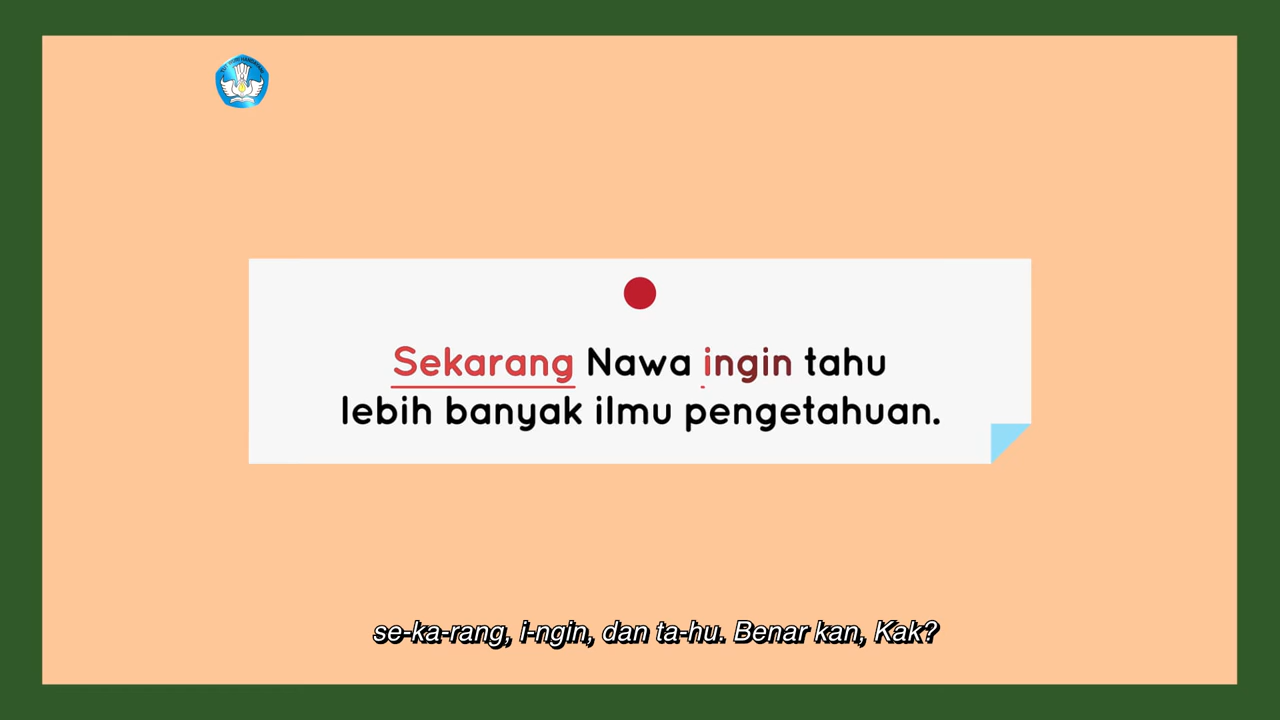 Sekarang Nawa ingin tahu
lebih banyak ilmu pengetahuan.
se-ka-rang, i-ngin, dan ta-hu. Benar kan, Kak?